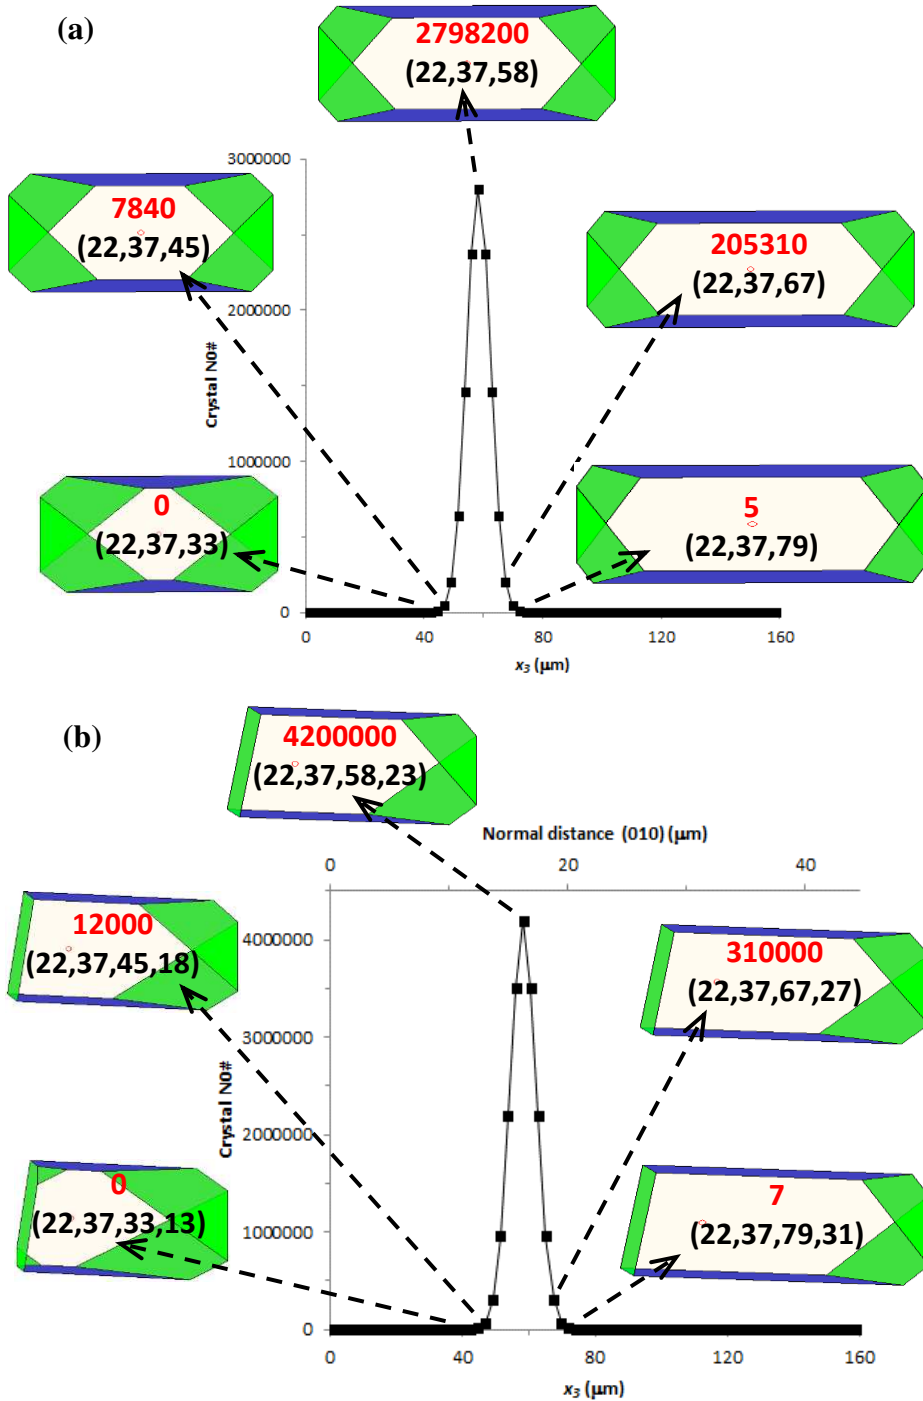 (a)
2798200
(22,37,58)
7840
(22,37,45)
205310
(22,37,67)
0
(22,37,33)
5
(22,37,79)
3000000
2000000
1000000
0
Crystal N0#
0 40 80 120 160
x₃ (µm)
(b)
4200000
(22,37,58,23)
Normal distance (010) (µm)
0 20 40
12000
(22,37,45,18)
310000
(22,37,67,27)
0
(22,37,33,13)
7
(22,37,79,31)
4000000
3000000
2000000
1000000
0
Crystal N0#
0 40 80 120 160
x₃ (µm)